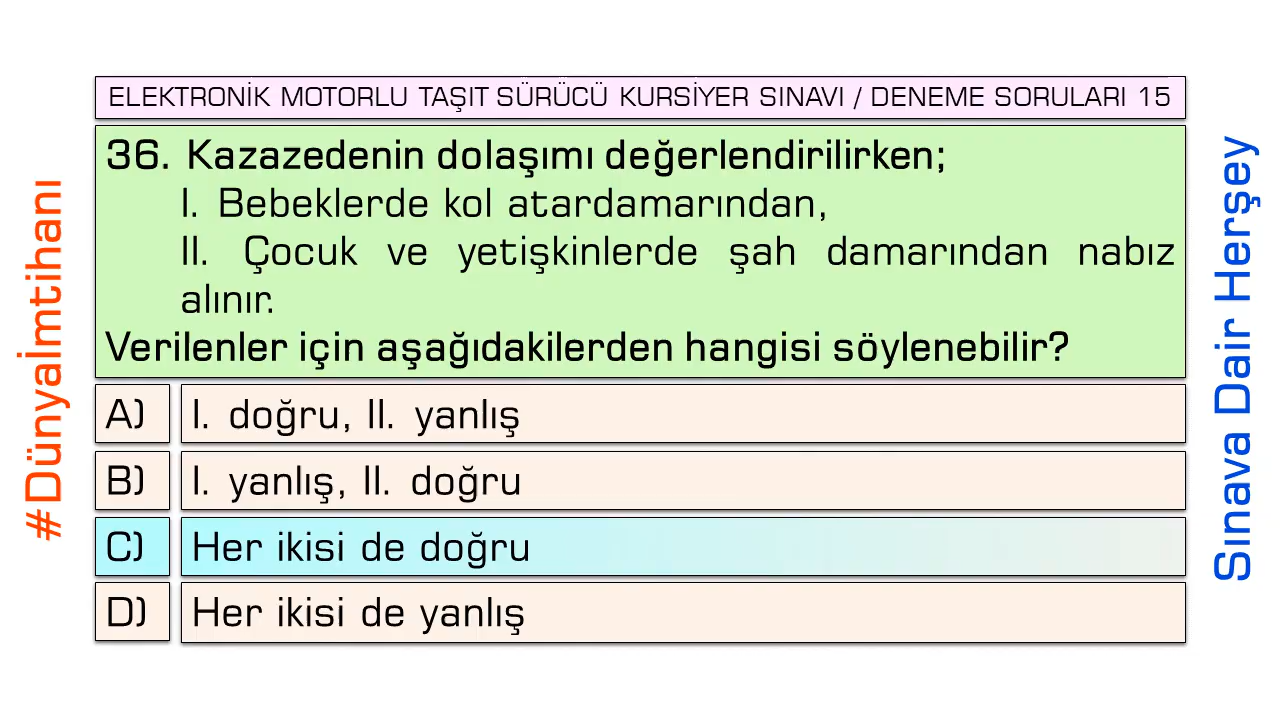 ELEKTRONİK MOTORLU TAŞIT SÜRÜCÜ KURSİYER SINAVI / DENEME SORULARI 15
36. Kazazedenin dolaşımı değerlendirilirken;
I. Bebeklerde kol atardamarından,
II. Çocuk ve yetişkinlerde şah damarından nabız
alınır.
Verilenler için aşağıdakilerden hangisi söylenebilir?
A) I. doğru, II. yanlış
B) I. yanlış, II. doğru
C) Her ikisi de doğru
D) Her ikisi de yanlış
#Dünyaİmtihanı
Sınava Dair Herşey